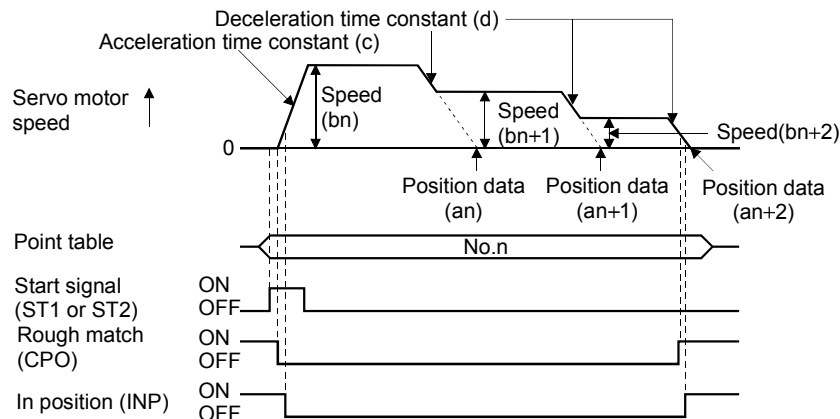 Deceleration time constant (d)
Acceleration time constant (c)
Servo motor
speed
0
Speed
(bn)
Speed
(bn+1)
Speed(bn+2)
Position data
(an)
Position data
(an+1)
Position data
(an+2)
Point table
No.n
Start signal
(ST1 or ST2)
ON
OFF
Rough match
(CPO)
ON
OFF
In position (INP)
ON
OFF